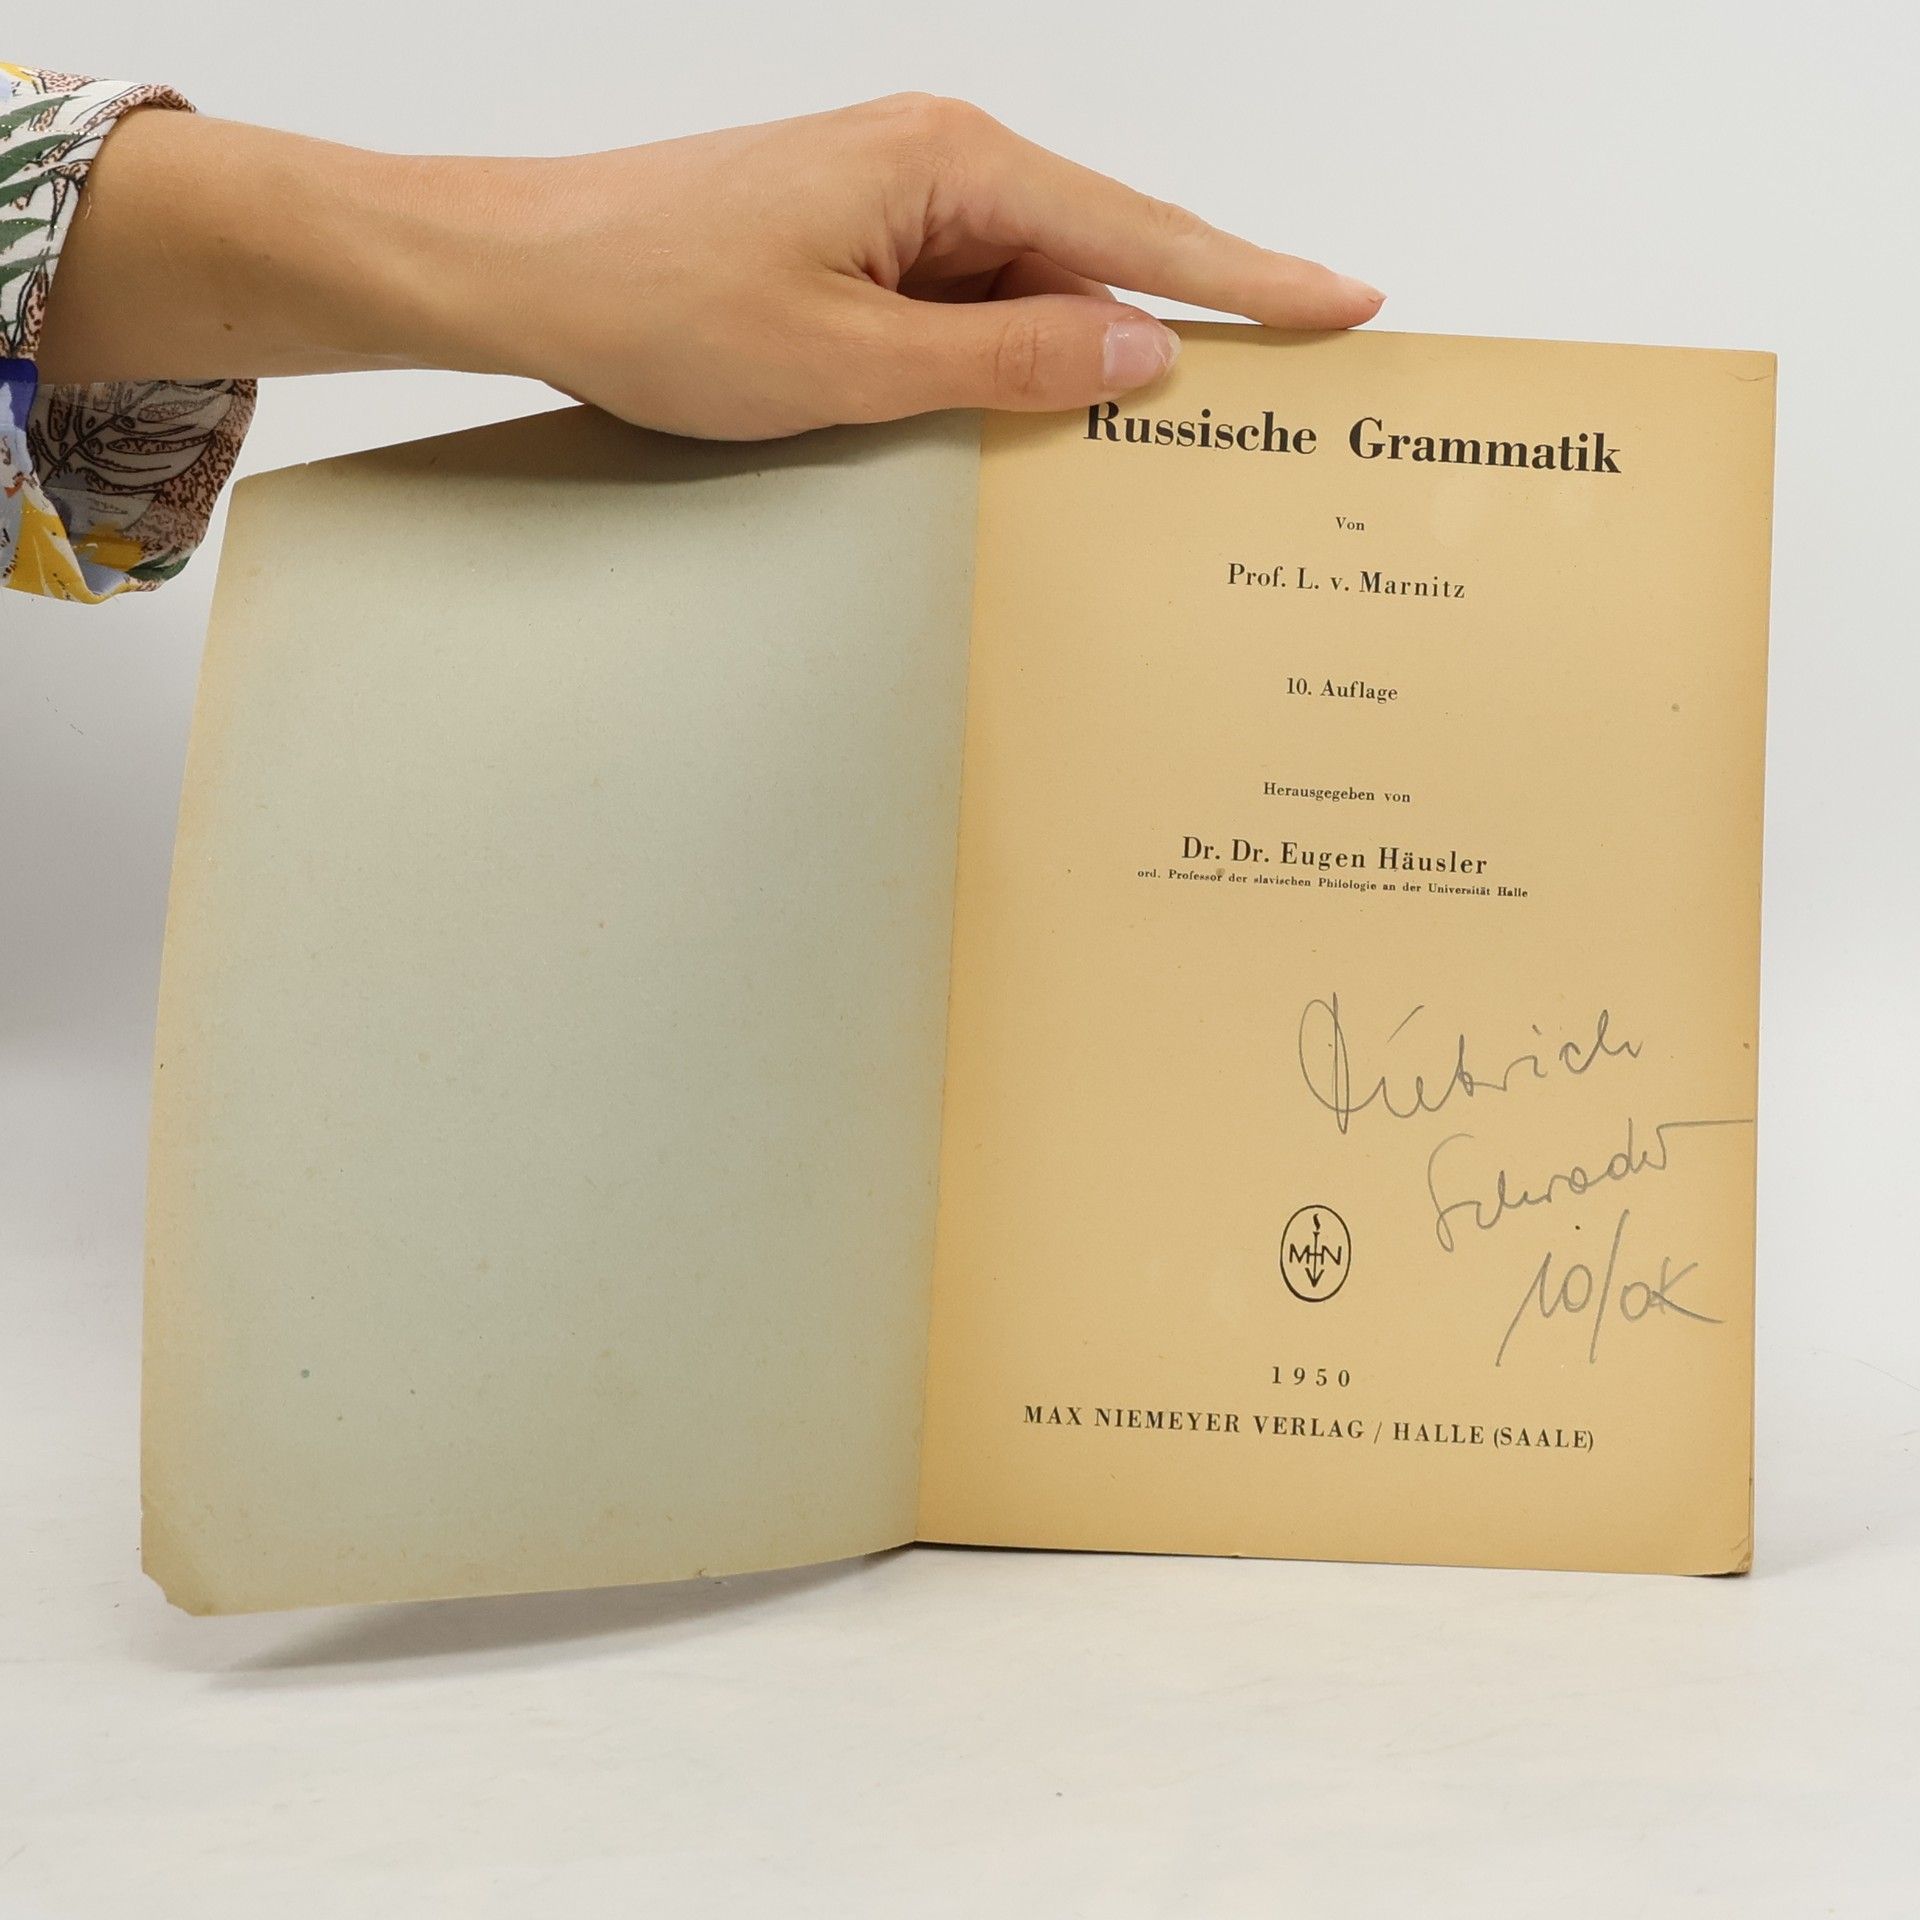 Russische Grammatik
Von
Prof. L. v. Marnitz
10. Auflage
Herausgegeben von
Dr. Dr. Eugen Häusler
ord. Professor der slavischen Philologie an der Universität Halle
Dietrich
Schrader
10/OK
M N
1950
MAX NIEMEYER VERLAG / HALLE (SAALE)